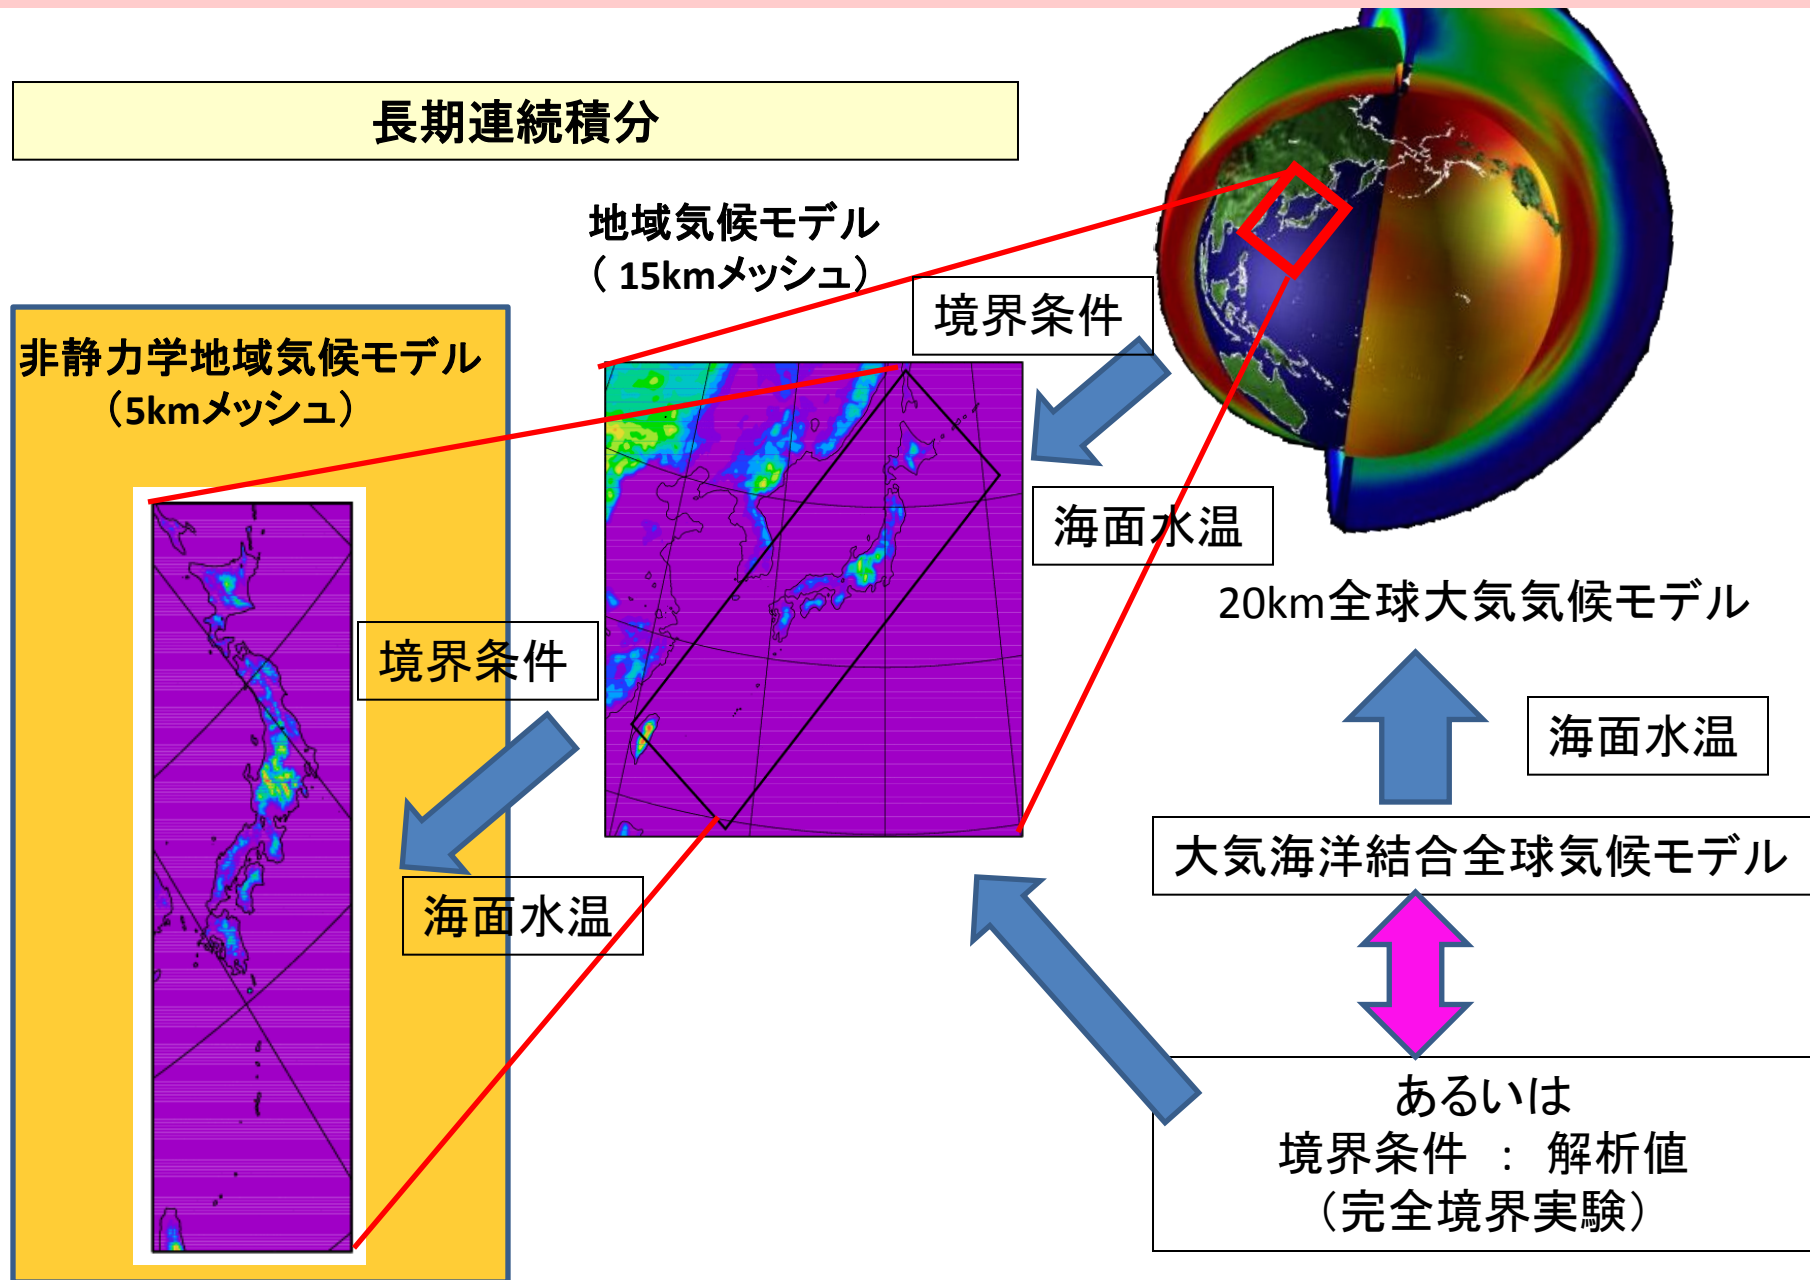 長期連続積分
地域気候モデル
（ 15kmメッシュ）
境界条件
非静力学地域気候モデル
（5kmメッシュ）
海面水温
20km全球大気気候モデル
境界条件
海面水温
大気海洋結合全球気候モデル
海面水温
あるいは
境界条件 ： 解析値
（完全境界実験）